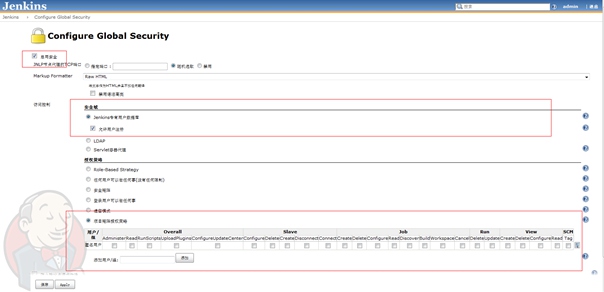 Jenkins
搜索
admin
| 注销
Jenkins › Configure Global Security
Configure Global Security
启用安全
JNLP节点代理的TCP端口
指定端口 :
随机选取
禁用
Markup Formatter
Raw HTML
禁用语法高亮
访问控制
安全域
Jenkins专有用户数据库
允许用户注册
LDAP
Servlet容器代理
授权策略
Role-Based Strategy
任何用户可以做任何事(没有任何限制)
安全矩阵
登录用户可以做任何事
遗留模式
项目矩阵授权策略
用户/组
Overall Slave Job Run View SCM
Administer Read RunScripts UploadPlugins ConfigureUpdateCenter Configure Delete Create Disconnect Connect Create Delete Configure Read Discover Build Workspace Cancel Delete Update Create Delete Configure Read Tag
匿名用户
添加用户/组:
添加
Apply